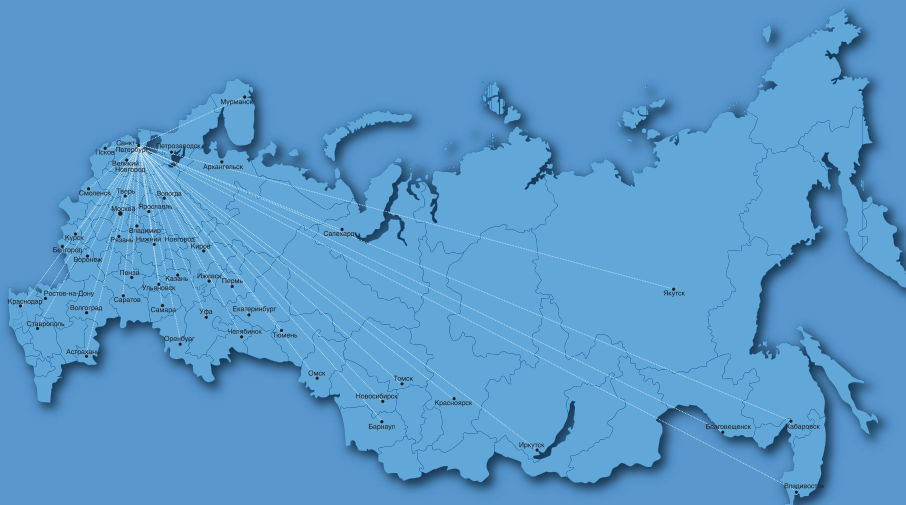 Мурманск
Санкт
Петербург
Петрозаводск
Псков
Великий
Новгород
Архангельск
Смоленск
Тверь
Вологда
Москва
Ярославль
Владимир
Салехард
Курск
Рязань
Нижний Новгород
Киров
Белгород
Воронеж
Пенза
Казань
Ижевск
Пермь
Ульяновск
Якутск
Ростов-на-Дону
Краснодар
Саратов
Волгоград
Самара
Уфа
Екатеринбург
Ставрополь
Челябинск
Тюмень
Оренбург
Астрахань
Омск
Томск
Новосибирск
Красноярск
Барнаул
Благовещенск
Хабаровск
Иркутск
Владивосток